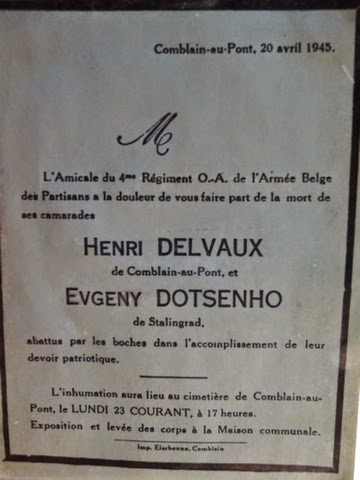 Comblain-au-Pont, 20 avril 1945.
M
L'Amicale du 4me Régiment O.-A. de l'Armée Belge
des Partisans a la douleur de vous faire part de la mort de
ses camarades
HENRI DELVAUX
de Comblain-au-Pont, et
EVGENY DOTSENHO
de Stalingrad,
abattus par les boches dans l'accomplissement de leur
devoir patriotique.
L'inhumation aura lieu au cimetière de Comblain-au-
Pont, le LUNDI 23 COURANT, à 17 heures.
Exposition et levée des corps à la Maison communale.
Imp. Elschenne, Comblain